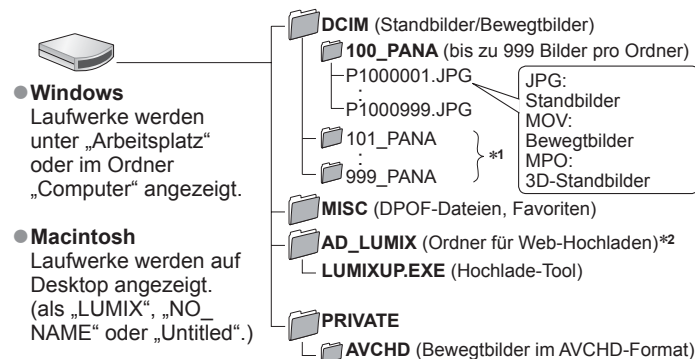 ●Windows
Laufwerke werden
unter „Arbeitsplatz“
oder im Ordner
„Computer“ angezeigt.
●Macintosh
Laufwerke werden auf
Desktop angezeigt.
(als „LUMIX“, „NO_
NAME“ oder „Untitled“.)
DCIM (Standbilder/Bewegtbilder)
100_PANA (bis zu 999 Bilder pro Ordner)
P1000001.JPG
:
P1000999.JPG
JPG:
Standbilder
MOV:
Bewegtbilder
MPO:
3D-Standbilder
101_PANA
:
999_PANA
*1
MISC (DPOF-Dateien, Favoriten)
AD_LUMIX (Ordner für Web-Hochladen)*2
LUMIXUP.EXE (Hochlade-Tool)
PRIVATE
AVCHD (Bewegtbilder im AVCHD-Format)